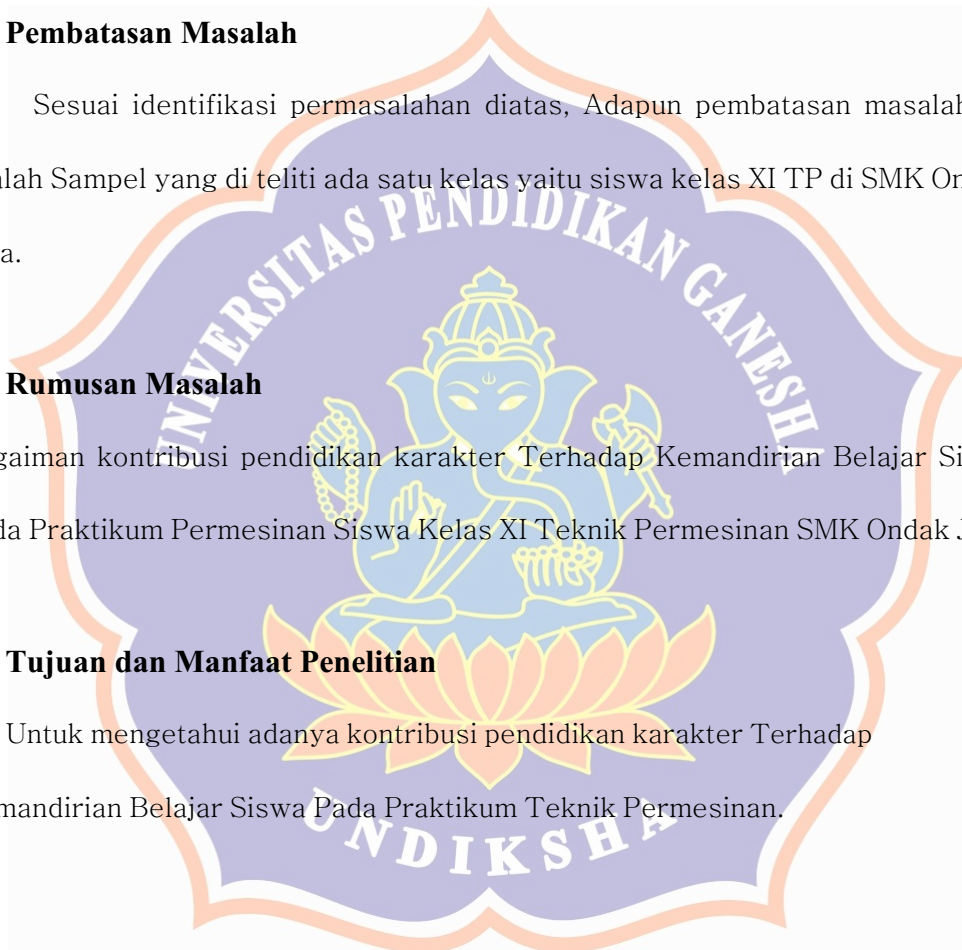 Pembatasan Masalah
Sesuai identifikasi permasalahan diatas, Adapun pembatasan masalah
lah Sampel yang di teliti ada satu kelas yaitu siswa kelas XI TP di SMK On
a.
UNIVERSITAS PENDIDIKAN GANESHA
Rumusan Masalah
gaiman kontribusi pendidikan karakter Terhadap Kemandirian Belajar Si
da Praktikum Permesinan Siswa Kelas XI Teknik Permesinan SMK Ondak J
Tujuan dan Manfaat Penelitian
Untuk mengetahui adanya kontribusi pendidikan karakter Terhadap
mandirian Belajar Siswa Pada Praktikum Teknik Permesinan.
UNDIKSHA